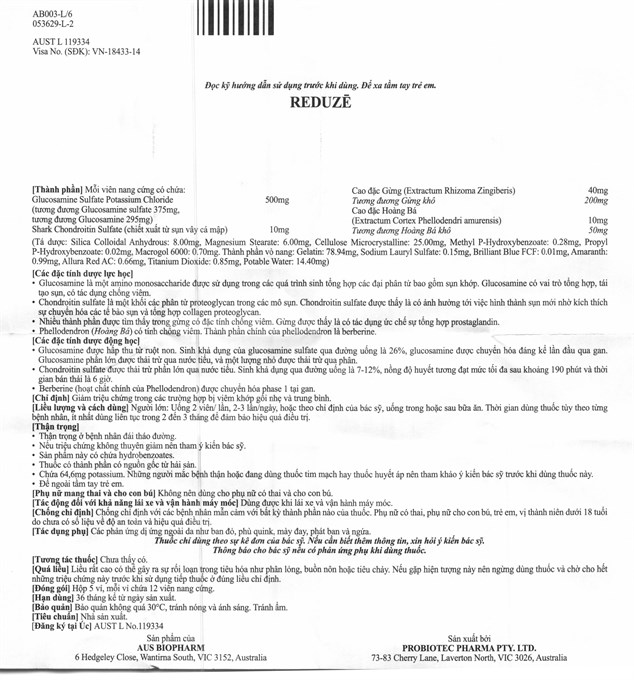 AB003-L/6
053629-L-2
AUST L 119334
Visa No. (SĐK): VN-18433-14
Đọc kỹ hướng dẫn sử dụng trước khi dùng. Để xa tầm tay trẻ em.
REDUZĒ
[Thành phần] Mỗi viên nang cứng có chứa:
Glucosamine Sulfate Potassium Chloride 500mg
(tương đương Glucosamine sulfate 375mg,
tương đương Glucosamine 295mg)
Shark Chondroitin Sulfate (chiết xuất từ sụn vây cá mập) 10mg
Cao đặc Gừng (Extractum Rhizoma Zingiberis) 40mg
Tương đương Gừng khô 200mg
Cao đặc Hoàng Bá
(Extractum Cortex Phellodendri amurensis) 10mg
Tương đương Hoàng Bá khô 50mg
(Tá dược: Silica Colloidal Anhydrous: 8.00mg, Magnesium Stearate: 6.00mg, Cellulose Microcrystalline: 25.00mg, Methyl P-Hydroxybenzoate: 0.28mg, Propyl
P-Hydroxybenzoate: 0.02mg, Macrogol 6000: 0.70mg. Thành phần vỏ nang: Gelatin: 78.94mg, Sodium Lauryl Sulfate: 0.15mg, Brilliant Blue FCF: 0.01mg, Amaranth:
0.99mg, Allura Red AC: 0.66mg, Titanium Dioxide: 0.85mg, Potable Water: 14.40mg)
[Các đặc tính dược lực học]
• Glucosamine là một amino monosaccharide được sử dụng trong các quá trình sinh tổng hợp các đại phân tử bao gồm sụn khớp. Glucosamine có vai trò tổng hợp, tái
tạo sụn, có tác dụng chống viêm.
• Chondroitin sulfate là một khối các phân tử proteoglycan trong các mô sụn. Chondroitin sulfate được thấy là có ảnh hưởng tới việc hình thành sụn mới nhờ kích thích
sự chuyển hóa các tế bào sụn và tổng hợp collagen proteoglycan.
• Nhiều thành phần được tìm thấy trong gừng có đặc tính chống viêm. Gừng được thấy là có tác dụng ức chế sự tổng hợp prostaglandin.
• Phellodendron (Hoàng Bá) có tính chống viêm. Thành phần chính của phellodendron là berberine.
[Các đặc tính dược động học]
• Glucosamine được hấp thu từ ruột non. Sinh khả dụng của glucosamine sulfate qua đường uống là 26%, glucosamine được chuyển hóa đáng kể lần đầu qua gan.
Glucosamine phần lớn được thải trừ qua nước tiểu, và một lượng nhỏ được thải trừ qua phân.
• Chondroitin sulfate được thải trừ phần lớn qua nước tiểu. Sinh khả dụng qua đường uống là 7-12%, nồng độ huyết tương đạt mức tối đa sau khoảng 190 phút và thời
gian bán thải là 6 giờ.
• Berberine (hoạt chất chính của Phellodendron) được chuyển hóa phase 1 tại gan.
[Chỉ định] Giảm triệu chứng trong các trường hợp bị viêm khớp gối nhẹ và trung bình.
[Liều lượng và cách dùng] Người lớn: Uống 2 viên/ lần, 2-3 lần/ngày, hoặc theo chỉ định của bác sỹ, uống trong hoặc sau bữa ăn. Thời gian dùng thuốc tùy theo từng
bệnh nhân, ít nhất dùng liên tục trong 2 đến 3 tháng để đảm bảo hiệu quả điều trị.
[Thận trọng]
• Thận trọng ở bệnh nhân đái tháo đường.
• Nếu triệu chứng không thuyên giảm nên tham ý kiến bác sỹ.
• Sản phẩm này có chứa hydrobenzoates.
• Thuốc có thành phần có nguồn gốc từ hải sản.
• Chứa 64,6mg potassium. Những người mắc bệnh thận hoặc đang dùng thuốc tim mạch hay thuốc huyết áp nên tham khảo ý kiến bác sỹ trước khi dùng thuốc này.
• Để ngoài tầm tay trẻ em.
[Phụ nữ mang thai và cho con bú] Không nên dùng cho phụ nữ có thai và cho con bú.
[Tác động đối với khả năng lái xe và vận hành máy móc] Dùng được khi lái xe và vận hành máy móc.
[Chống chỉ định] Chống chỉ định với các bệnh nhân mẫn cảm với bất kỳ thành phần nào của thuốc. Phụ nữ có thai, phụ nữ cho con bú, trẻ em, vị thành niên dưới 18 tuổi
do chưa có số liệu về độ an toàn và hiệu quả điều trị.
[Tác dụng phụ] Các phản ứng dị ứng ngoài da như ban đỏ, phù quink, mày đay, phát ban và ngứa.
Thuốc chỉ dùng theo sự kê đơn của bác sỹ. Nếu cần biết thêm thông tin, xin hỏi ý kiến bác sỹ.
Thông báo cho bác sỹ nếu có phản ứng phụ khi dùng thuốc.
[Tương tác thuốc] Chưa thấy có.
[Quá liều] Liều rất cao có thể gây ra sự rối loạn trong tiêu hóa như phân lỏng, buồn nôn hoặc tiêu chảy. Nếu gặp hiện tượng này nên ngừng dùng thuốc và chờ cho hết
những triệu chứng này trước khi sử dụng tiếp thuốc ở đúng liều chỉ định.
[Đóng gói] Hộp 5 vỉ, mỗi vỉ chứa 12 viên nang cứng.
[Hạn dùng] 36 tháng kể từ ngày sản xuất.
[Bảo quản] Bảo quản không quá 30°C, tránh nóng và ánh sáng. Tránh ẩm.
[Tiêu chuẩn] Nhà sản xuất.
[Đăng ký tại Úc] AUST L No.119334
Sản phẩm của
AUS BIOPHARM
6 Hedgeley Close, Wantirna South, VIC 3152, Australia
Sản xuất bởi
PROBIOTEC PHARMA PTY. LTD.
73-83 Cherry Lane, Laverton North, VIC 3026, Australia